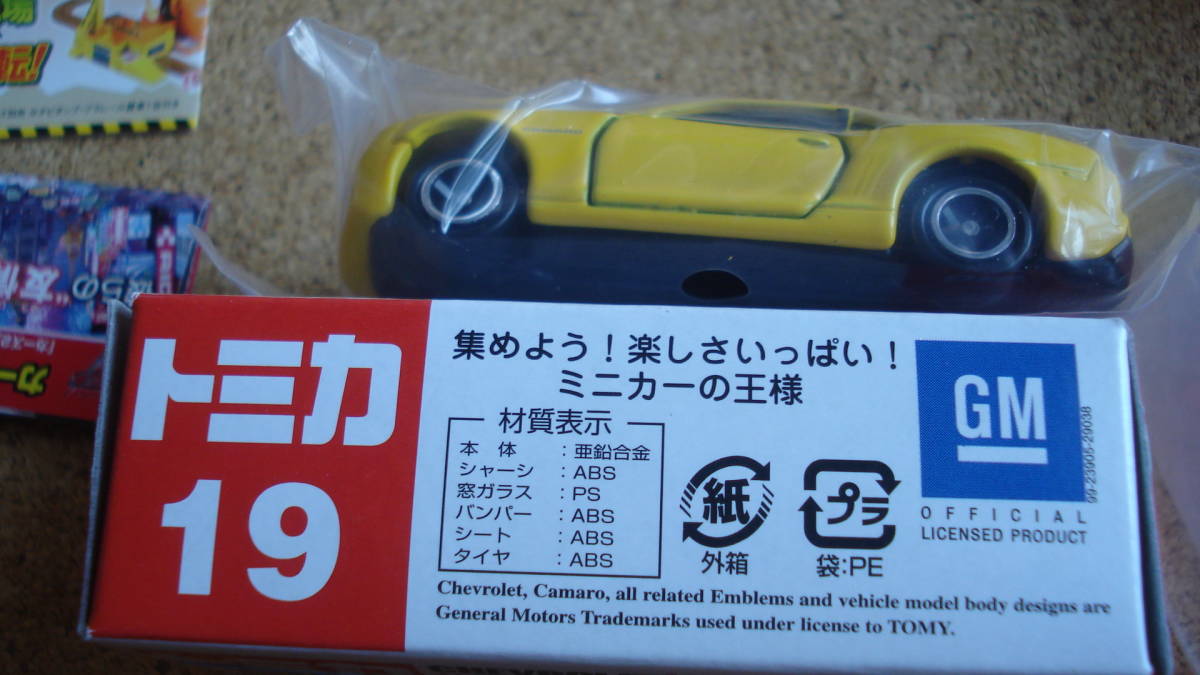 トミカ
19
集めよう!楽しさいっぱい!
ミニカーの王様
材質表示
本 体 : 亜鉛合金
シャーシ : ABS
窓ガラス : PS
バンパー : ABS
シート : ABS
タイヤ : ABS
紙
外箱
プラ
袋:PE
GM
OFFICIAL
LICENSED PRODUCT
09-23905-29038
Chevrolet, Camaro, all related Emblems and vehicle model body designs are
General Motors Trademarks used under license to TOMY.